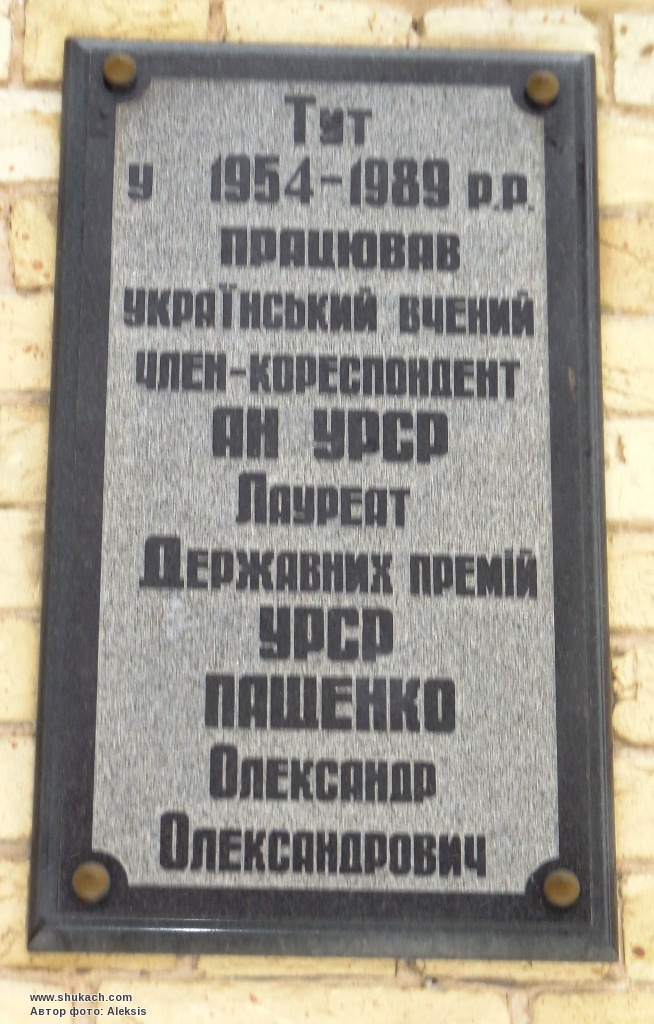 Тут
у 1954-1989 р.р.
ПРАЦЮВАВ
УКРАЇНСЬКИЙ ВЧЕНИЙ
ЧЛЕН-КОРЕСПОНДЕНТ
АН УРСР
ЛАУРЕАТ
ДЕРЖАВНИХ ПРЕМІЙ
УРСР
ПАЩЕНКО
ОЛЕКСАНДР
ОЛЕКСАНДРОВИЧ
www.shukach.com
Автор фото: Aleksis